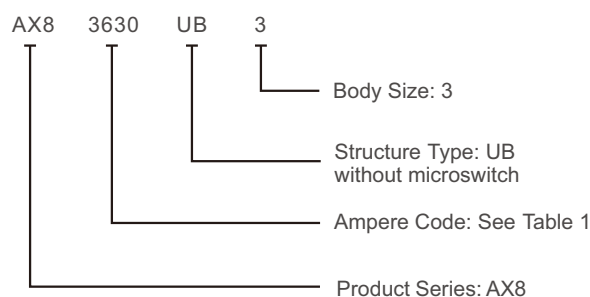 AX8 3630 UB 3
Body Size: 3
Structure Type: UB
without microswitch
Ampere Code: See Table 1
Product Series: AX8